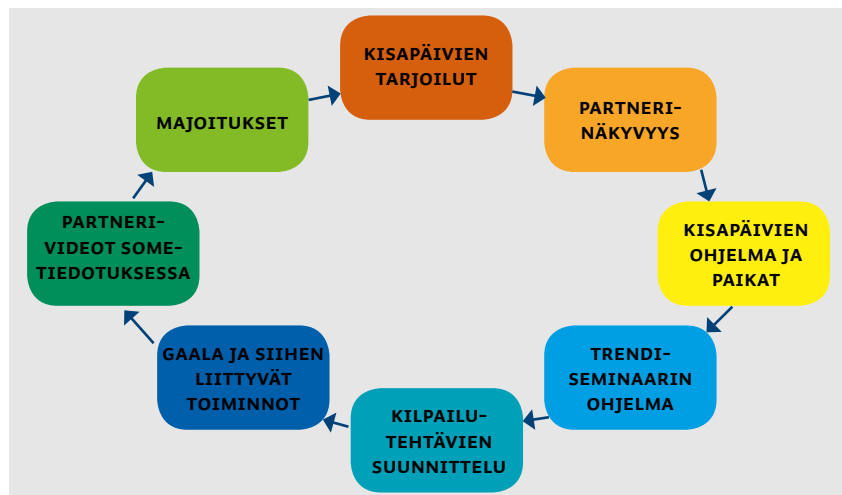 KISAPÄIVIEN
TARJOILUT
PARTNERI-
NÄKYVYYS
KISAPÄIVIEN
OHJELMA JA
PAIKAT
TRENDI-
SEMINAARIN
OHJELMA
KILPAILU-
TEHTÄVIEN
SUUNNITTELU
GAALA JA SIIHEN
LIITTYVÄT
TOIMINNOT
PARTNERI-
VIDEOT SOME-
TIEDOTUKSESSA
MAJOITUKSET